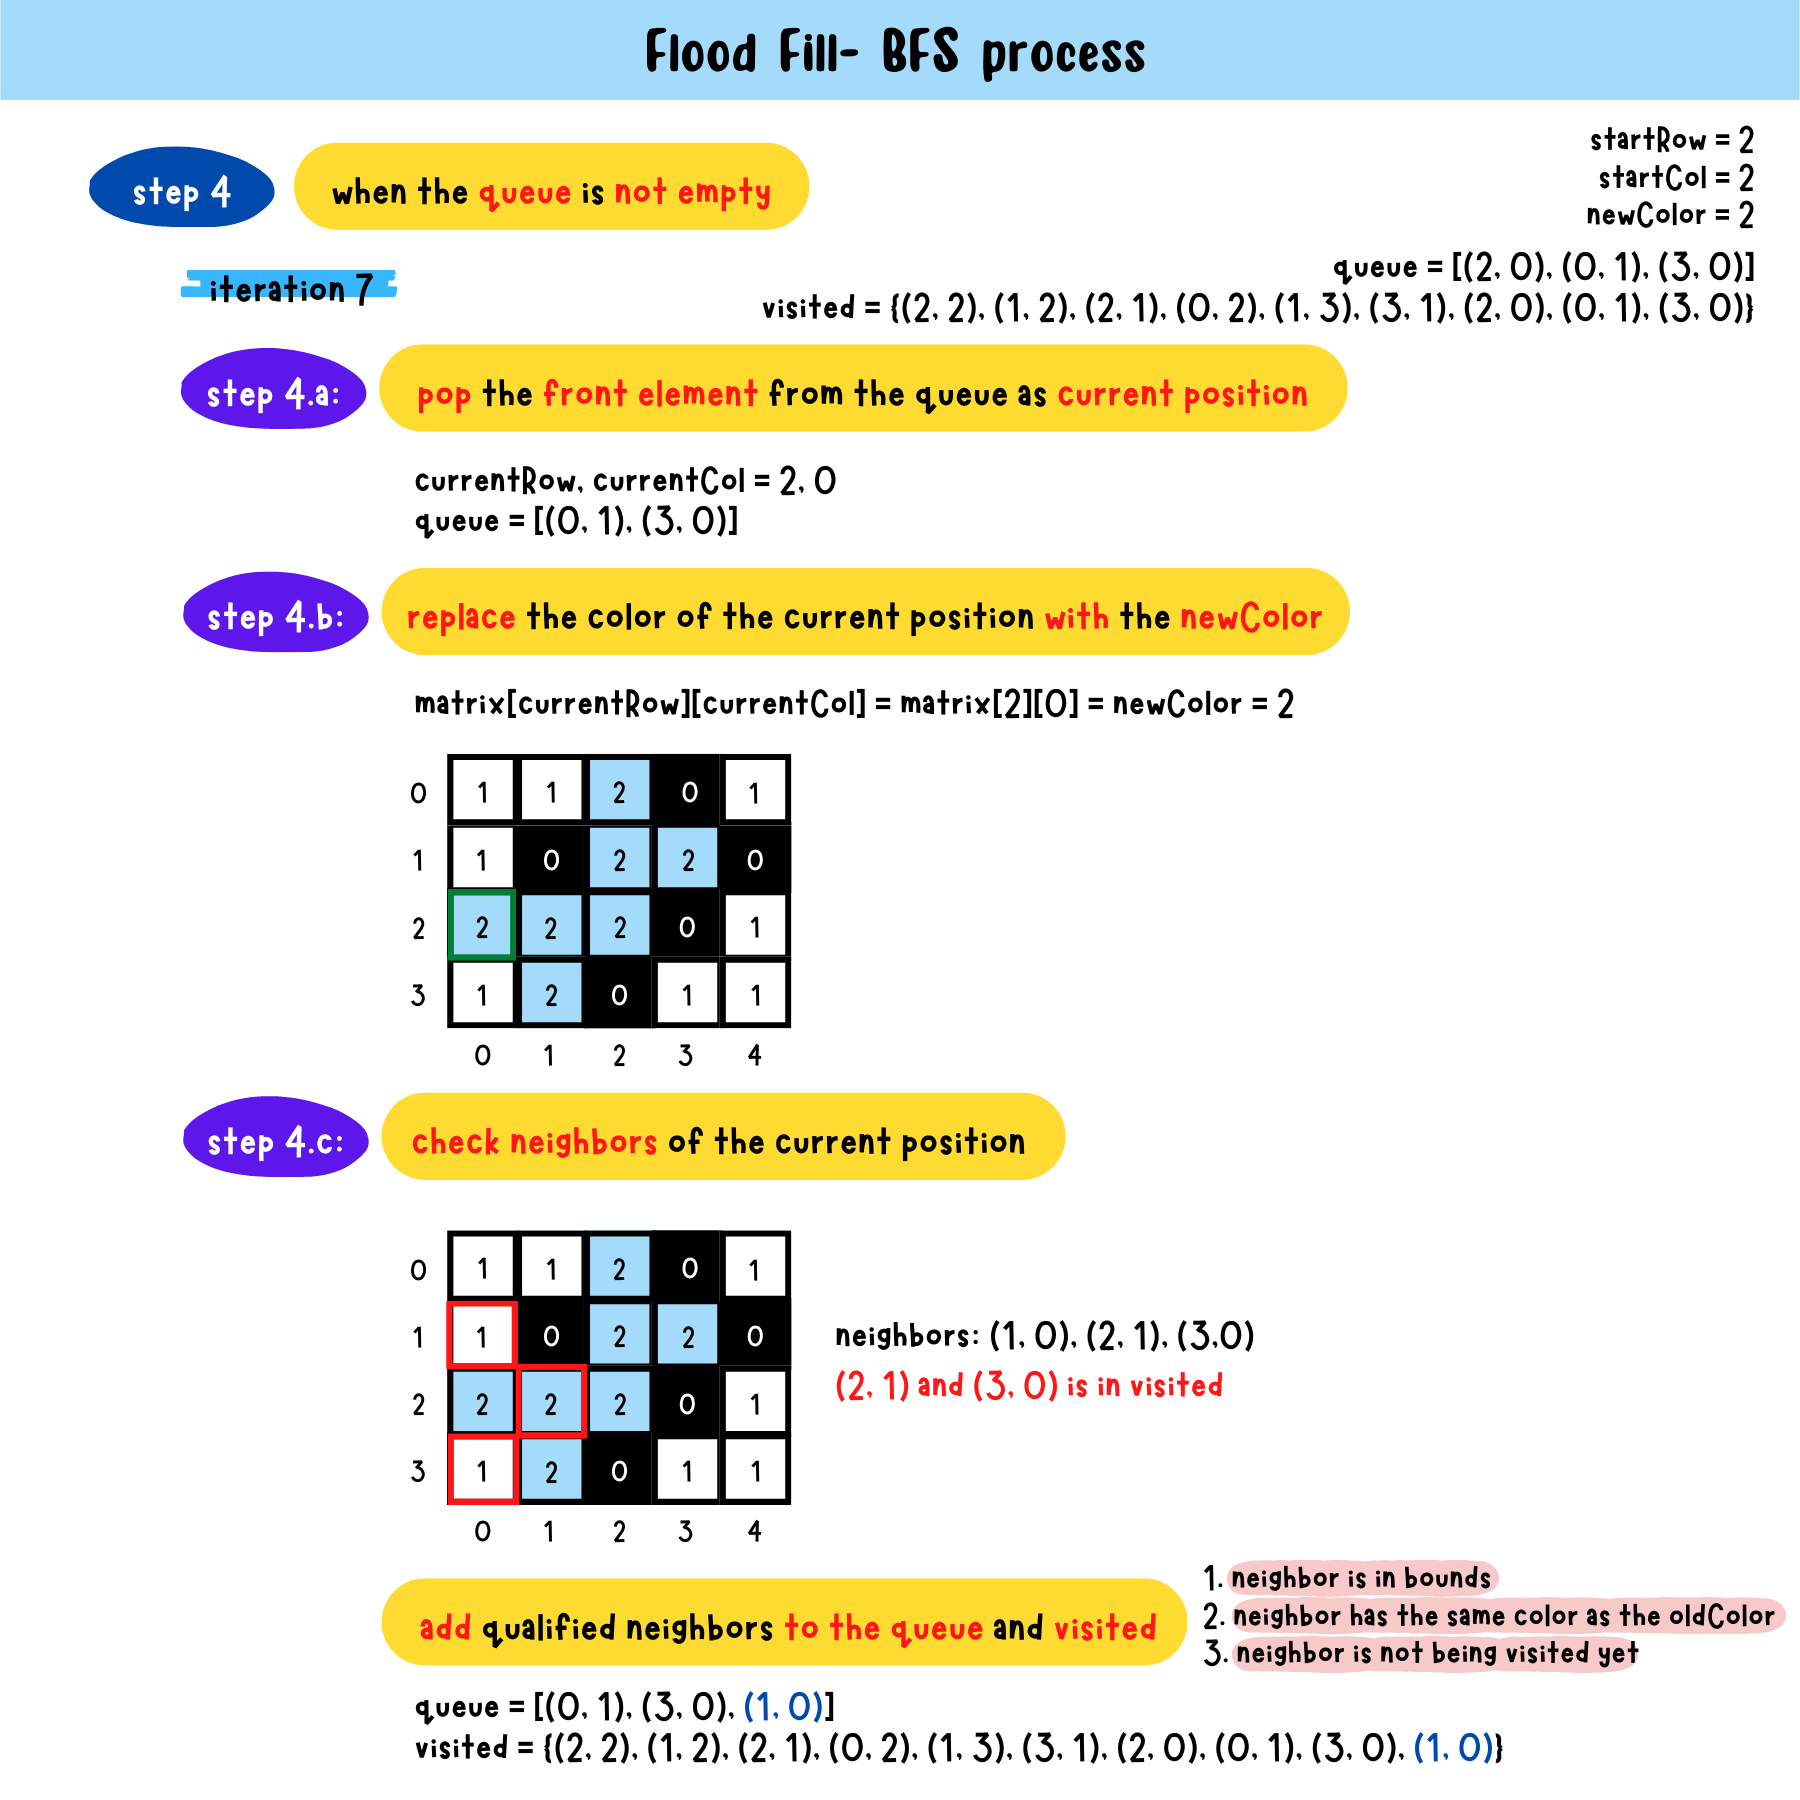 Flood Fill- BFS process
startRow = 2
startCol = 2
newColor = 2
step 4
when the queue is not empty
queue = [(2, 0), (0, 1), (3, 0)]
iteration 7
visited = {(2, 2), (1, 2), (2, 1), (0, 2), (1, 3), (3, 1), (2, 0), (0, 1), (3, 0)}
step 4.a:
pop the front element from the queue as current position
currentRow, currentCol = 2, 0
queue = [(0, 1), (3, 0)]
step 4.b:
replace the color of the current position with the newColor
matrix[currentRow][currentCol] = matrix[2][0] = newColor = 2
0 1 1 2 0 1
1 1 0 2 2 0
2 2 2 2 0 1
3 1 2 0 1 1
0 1 2 3 4
step 4.c:
check neighbors of the current position
0 1 1 2 0 1
1 1 0 2 2 0
2 2 2 2 0 1
3 1 2 0 1 1
0 1 2 3 4
neighbors: (1, 0), (2, 1), (3,0)
(2, 1) and (3, 0) is in visited
add qualified neighbors to the queue and visited
1. neighbor is in bounds
2. neighbor has the same color as the oldColor
3. neighbor is not being visited yet
queue = [(0, 1), (3, 0), (1, 0)]
visited = {(2, 2), (1, 2), (2, 1), (0, 2), (1, 3), (3, 1), (2, 0), (0, 1), (3, 0), (1, 0)}